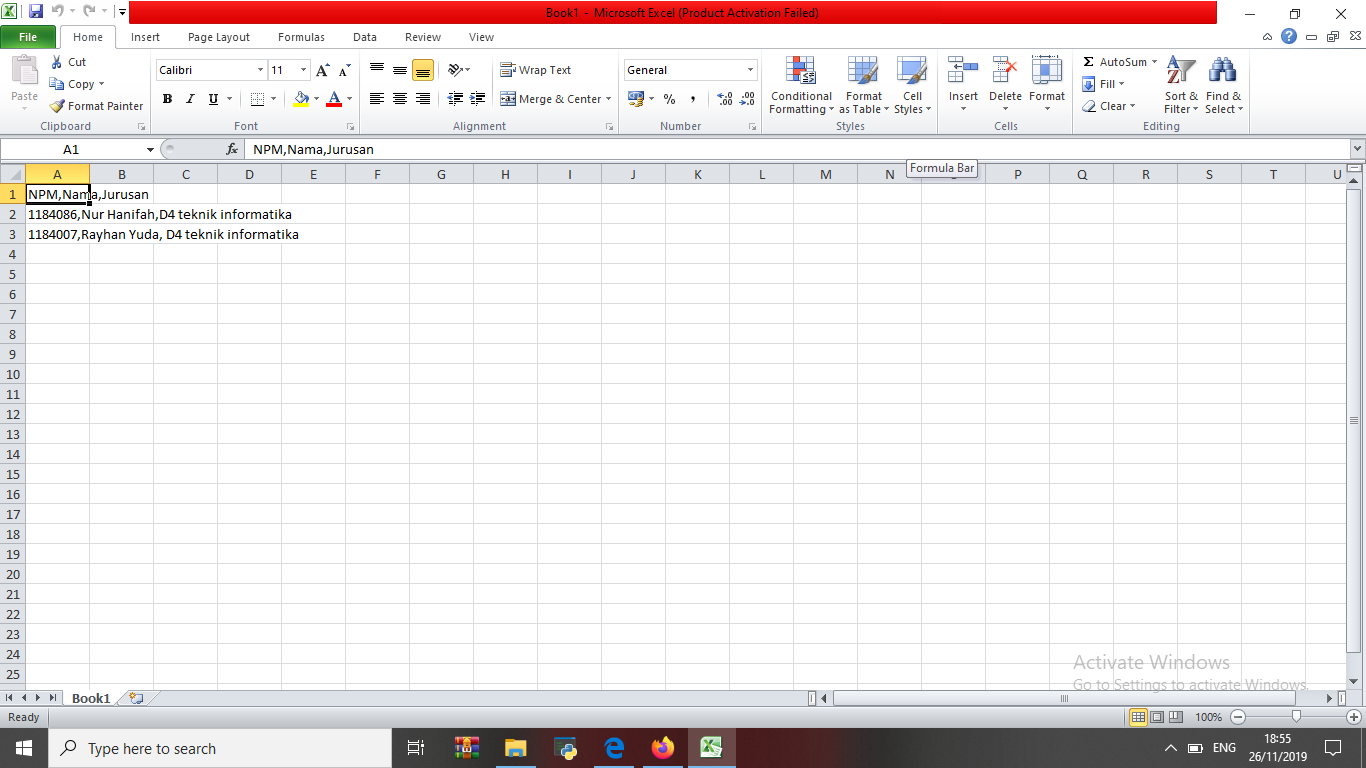 Book1 - Microsoft Excel (Product Activation Failed)
File Home Insert Page Layout Formulas Data Review View
Paste
Cut
Copy
Format Painter
Clipboard
Calibri 11
B I U
Font
Wrap Text
Merge & Center
Alignment
General
%
Number
Conditional Formatting
Format as Table
Cell Styles
Styles
Insert Delete Format
Cells
Σ AutoSum
Fill
Clear
Sort & Filter
Find & Select
Editing
A1 fx NPM,Nama,Jurusan
Formula Bar
A B C D E F G H I J K L M N P Q R S T U
1 NPM,Nama,Jurusan
2 1184086,Nur Hanifah,D4 teknik informatika
3 1184007,Rayhan Yuda, D4 teknik informatika
4
5
6
7
8
9
10
11
12
13
14
15
16
17
18
19
20
21
22
23
24
25
Activate Windows
Go to Settings to activate Windows.
Book1
Ready 100%
Type here to search
ENG
18:55
26/11/2019